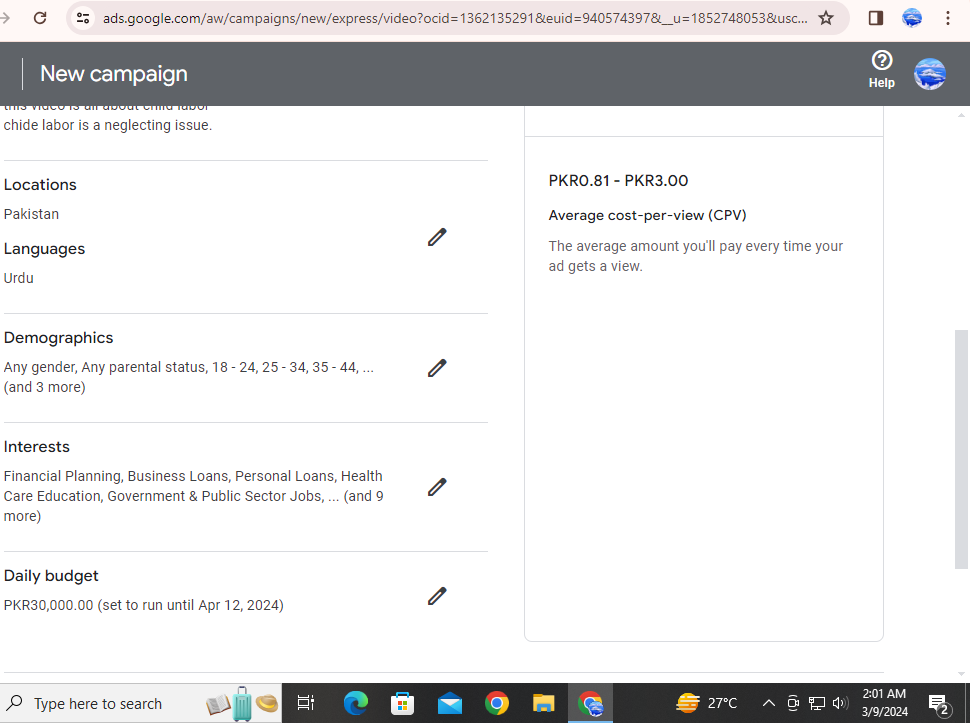 ads.google.com/aw/campaigns/new/express/video?ocid=1362135291&euid=940574397&__u=1852748053&usc...
New campaign
Help
this video is all about child labor
chide labor is a neglecting issue.
Locations
Pakistan
Languages
Urdu
Demographics
Any gender, Any parental status, 18 - 24, 25 - 34, 35 - 44, ...
(and 3 more)
Interests
Financial Planning, Business Loans, Personal Loans, Health
Care Education, Government & Public Sector Jobs, ... (and 9
more)
Daily budget
PKR30,000.00 (set to run until Apr 12, 2024)
PKR0.81 - PKR3.00
Average cost-per-view (CPV)
The average amount you'll pay every time your
ad gets a view.
Type here to search
27°C
2:01 AM
3/9/2024
2